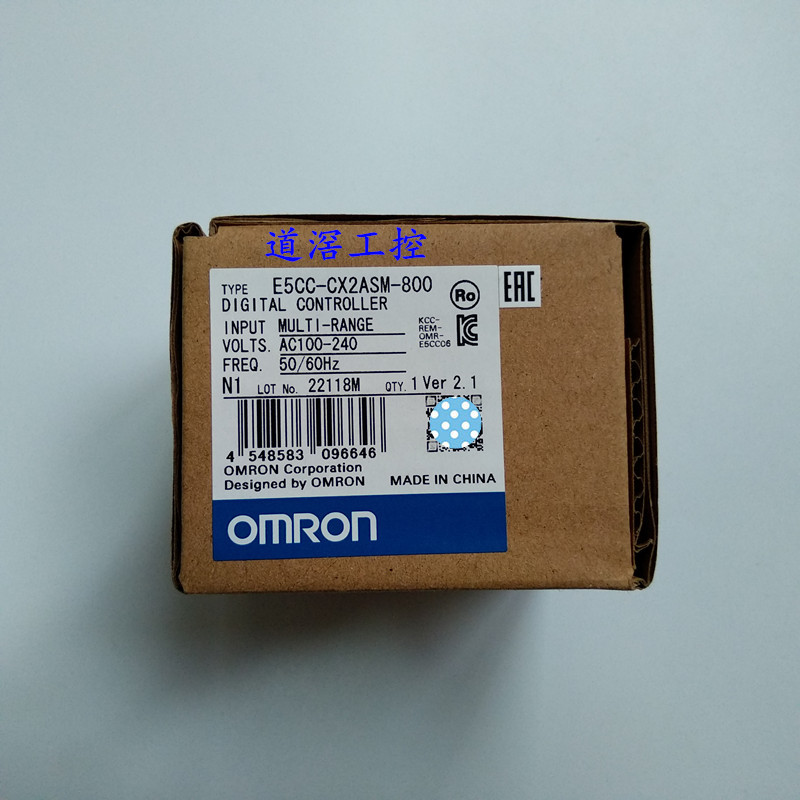 道滘工控
TYPE E5CC-CX2ASM-800
DIGITAL CONTROLLER
INPUT MULTI-RANGE
VOLTS. AC100-240
FREQ. 50/60Hz
N1 LOT No. 22118M QTY. 1 Ver 2.1
Ro
EAC
KCC-
REM-
OMR-
E5CC06
4 548583 096646
OMRON Corporation
Designed by OMRON
MADE IN CHINA
OMRON